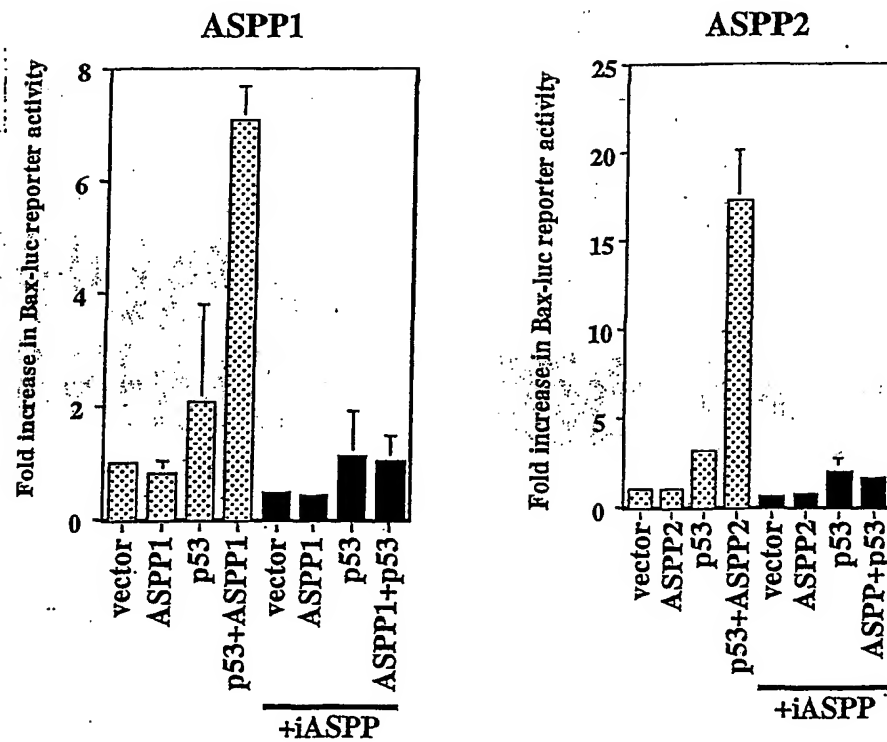 ASPP1
Fold increase in Bax-luc reporter activity
8
6
4
2
0
vector
ASPP1
p53
p53+ASPP1
vector
ASPP1
p53
ASPP1+p53
+iASPP
ASPP2
Fold increase in Bax-luc reporter activity
25
20
15
10
5
0
vector
ASPP2
p53
p53+ASPP2
vector
ASPP2
p53
ASPP+p53
+iASPP